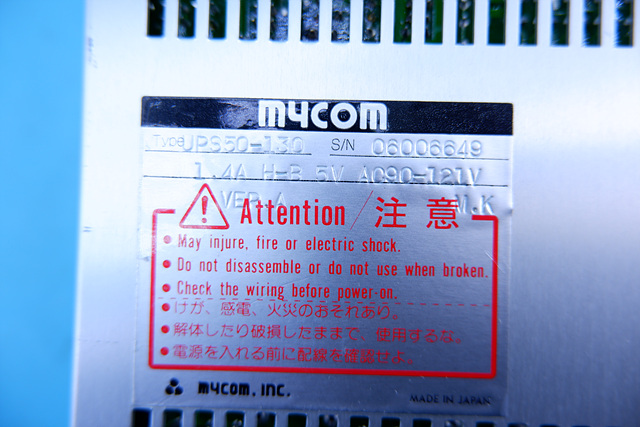 mycom
Type UPS30-130 S/N 06006649
1.4A H-B 5V AC90-121V
VER.A M.K
Attention / 注意
• May injure, fire or electric shock.
• Do not disassemble or do not use when broken.
• Check the wiring before power-on.
• けが、感電、火災のおそれあり。
• 解体したり破損したままで、使用するな。
• 電源を入れる前に配線を確認せよ。
mycom, INC.
MADE IN JAPAN